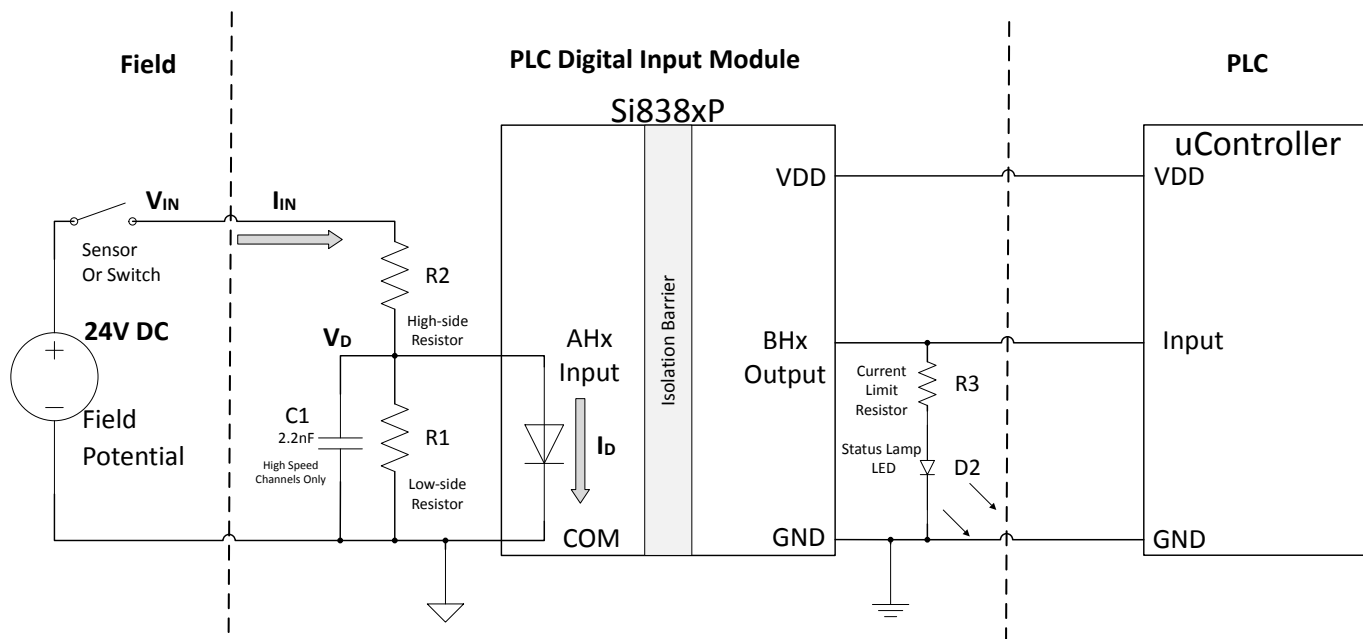 Field
PLC Digital Input Module
PLC
Si838xP
uController
VDD
VDD
VIN
IIN
Sensor
Or Switch
R2
High-side
Resistor
24V DC
VD
AHx
Input
Isolation Barrier
BHx
Output
Input
Field
Potential
C1
2.2nF
High Speed
Channels Only
R1
Low-side
Resistor
ID
Current
Limit
Resistor
R3
Status Lamp
LED
D2
COM
GND
GND